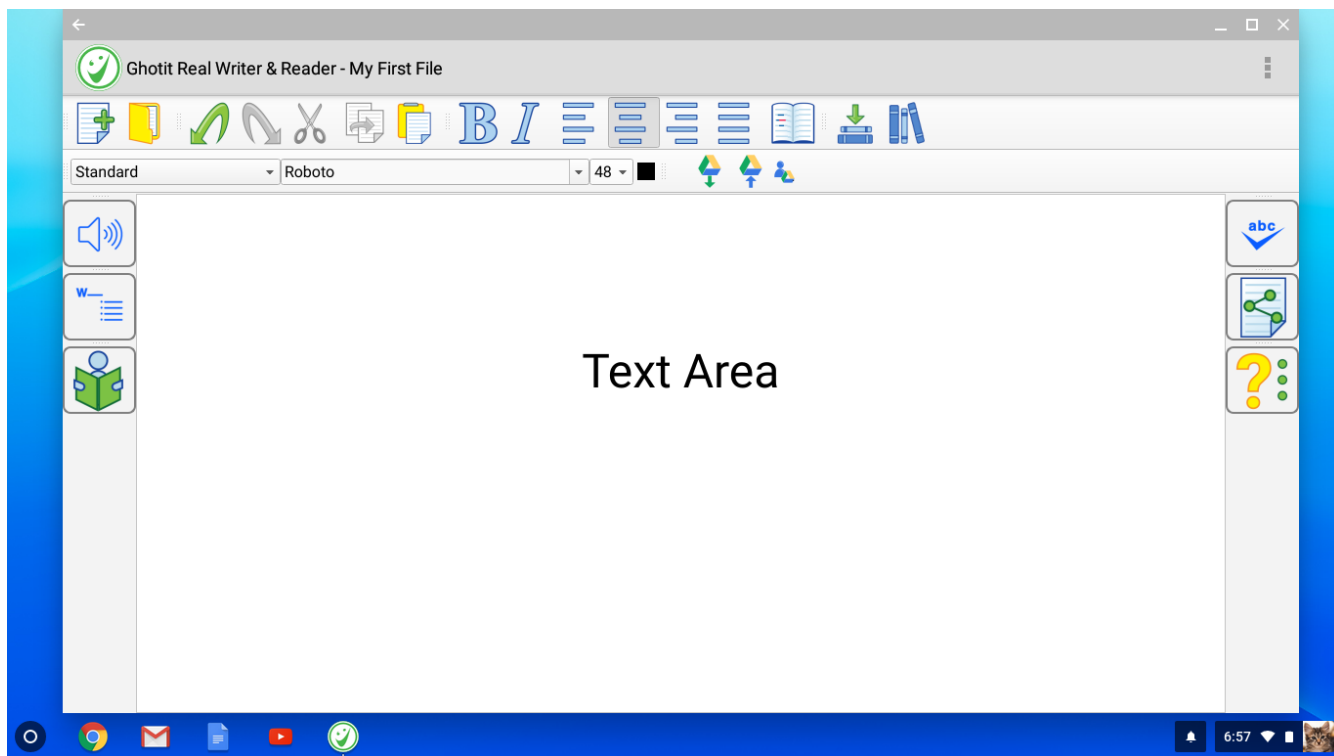 Ghotit Real Writer & Reader - My First File
B I
Standard Roboto 48
abc
W
Text Area
?
6:57